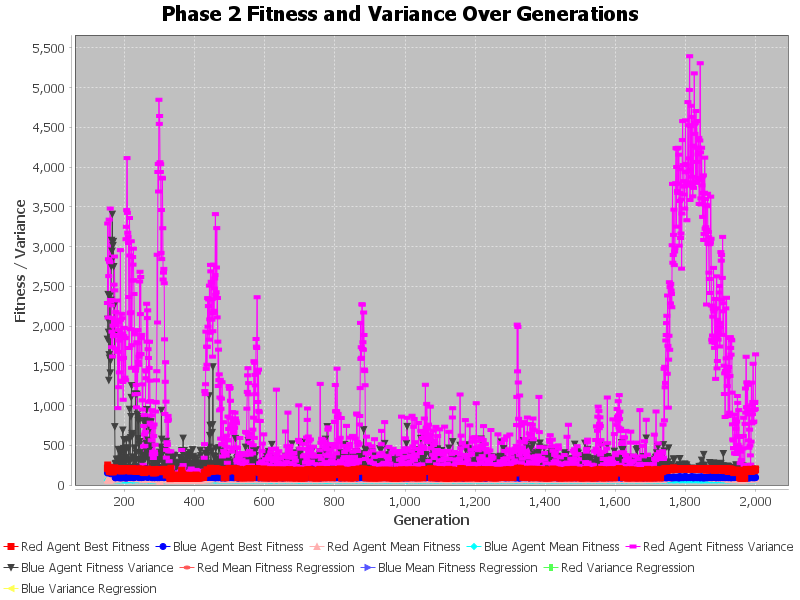 Phase 2 Fitness and Variance Over Generations
5,500
5,000
4,500
4,000
3,500
3,000
2,500
2,000
1,500
1,000
500
0
Fitness / Variance
200 400 600 800 1,000 1,200 1,400 1,600 1,800 2,000
Generation
Red Agent Best Fitness Blue Agent Best Fitness Red Agent Mean Fitness Blue Agent Mean Fitness Red Agent Fitness Variance
Blue Agent Fitness Variance Red Mean Fitness Regression Blue Mean Fitness Regression Red Variance Regression
Blue Variance Regression